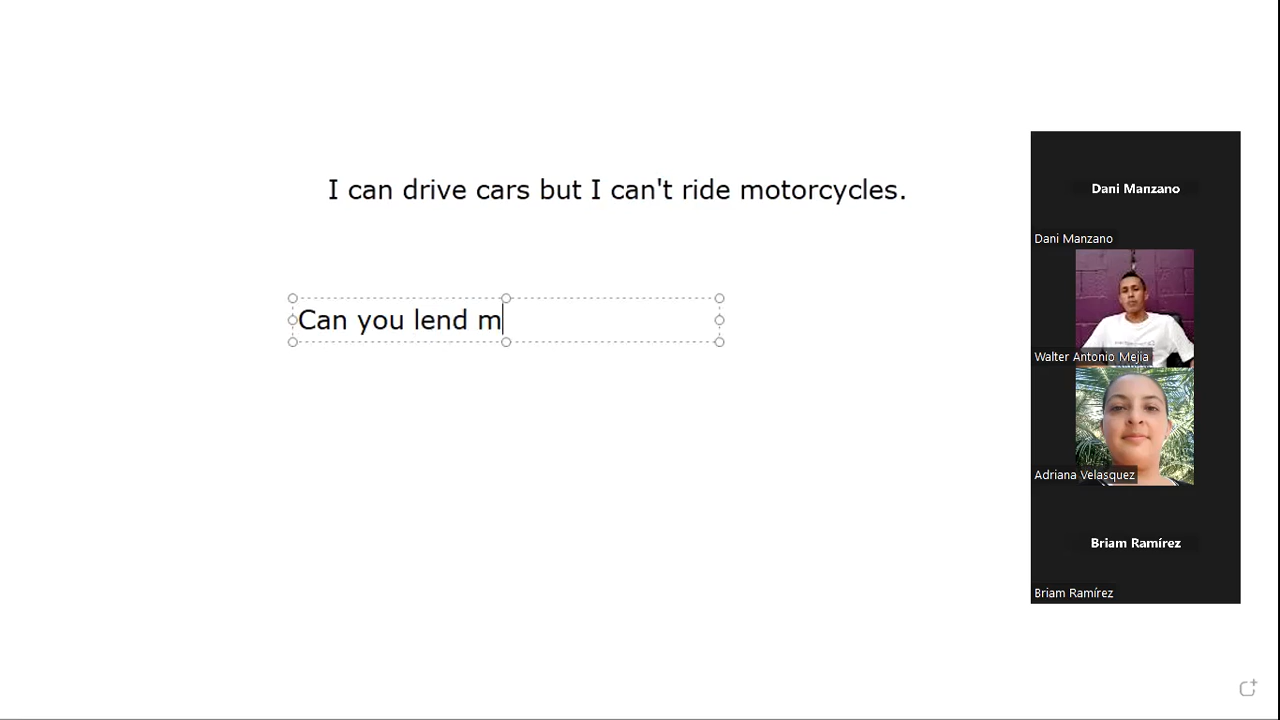 I can drive cars but I can't ride motorcycles.
Can you lend m
Dani Manzano
Dani Manzano
Walter Antonio Mejia
Adriana Velasquez
Briam Ramírez
Briam Ramírez